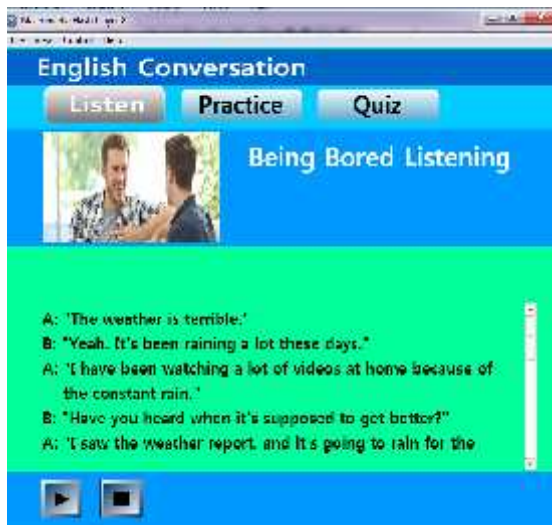 English Conversation
Listen Practice Quiz
Being Bored Listening
A: "The weather is terrible."
B: "Yeah. It's been raining a lot these days."
A: "I have been watching a lot of videos at home because of
the constant rain."
B: "Have you heard when it's supposed to get better?"
A: "I saw the weather report, and it's going to rain for the